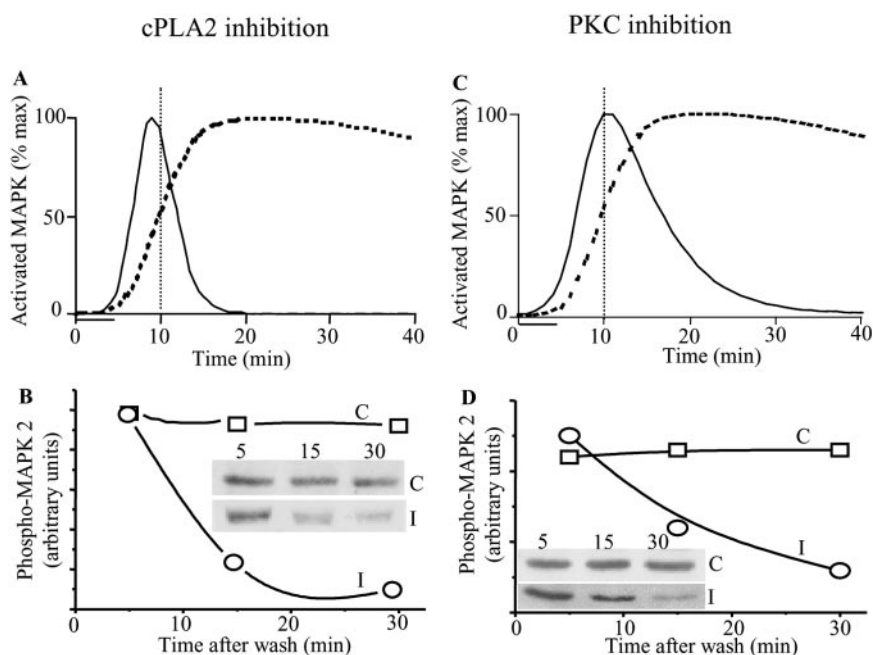 cPLA2 inhibition
PKC inhibition
A
Activated MAPK (% max)
100
50
0
0 10 20 30 40
Time (min)
C
Activated MAPK (% max)
100
50
0
0 10 20 30 40
Time (min)
B
Phospho-MAPK 2
(arbitrary units)
C
5 15 30
C
I
I
0 10 20 30
Time after wash (min)
D
Phospho-MAPK 2
(arbitrary units)
C
I
5 15 30
C
I
0 5 10 15 20 25 30
Time after wash (min)